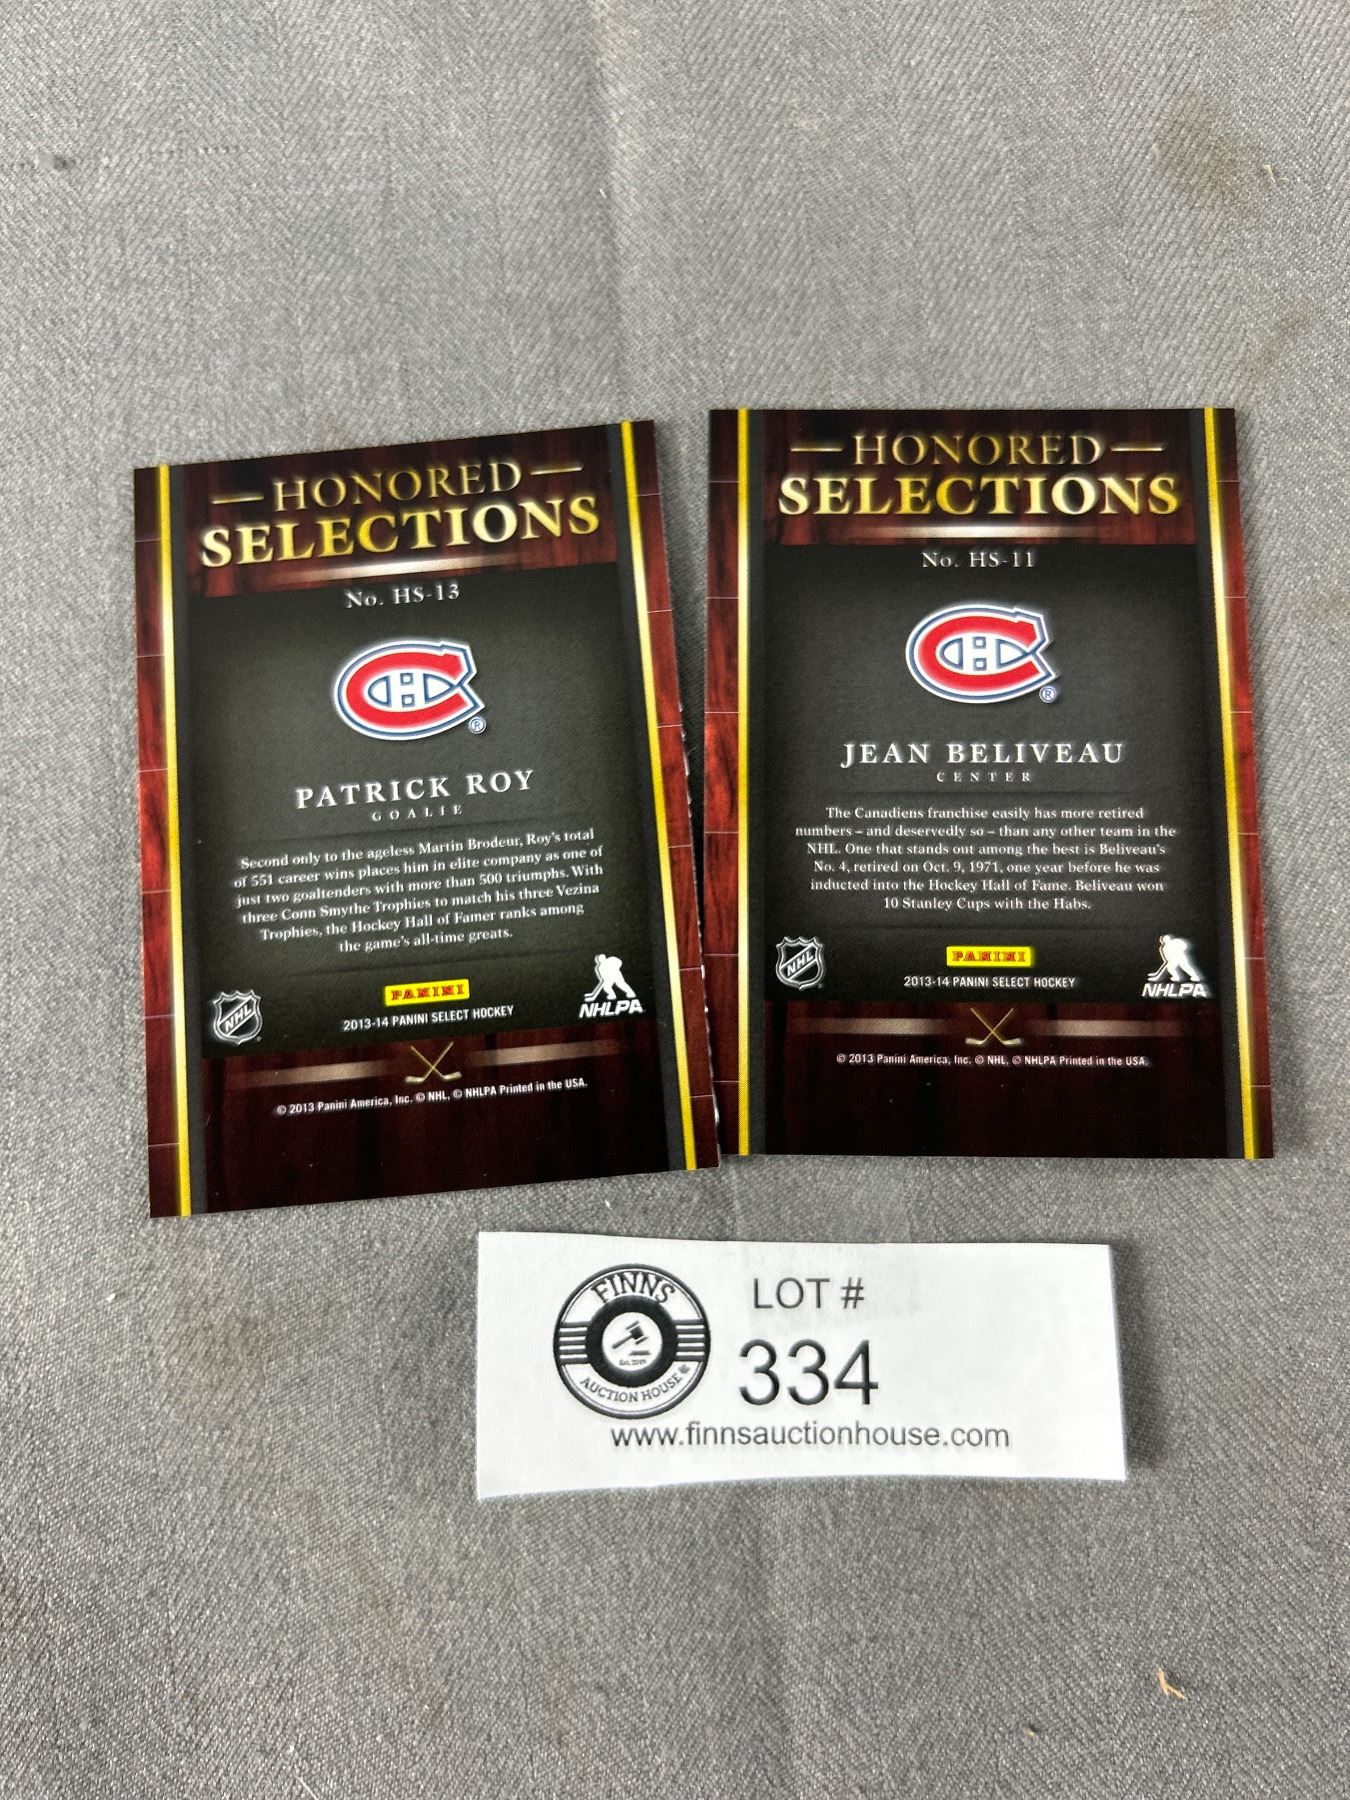 — HONORED —
SELECTIONS
No. HS-13
CH®
PATRICK ROY
GOALIE
Second only to the ageless Martin Brodeur, Roy's total
of 551 career wins places him in elite company as one of
just two goaltenders with more than 500 triumphs. With
three Conn Smythe Trophies to match his three Vezina
Trophies, the Hockey Hall of Famer ranks among
the game's all-time greats.
NHL
PANINI
NHLPA
2013-14 PANINI SELECT HOCKEY
© 2013 Panini America, Inc. © NHL, © NHLPA Printed in the USA.
— HONORED —
SELECTIONS
No. HS-11
CH®
JEAN BELIVEAU
CENTER
The Canadiens franchise easily has more retired
numbers – and deservedly so – than any other team in the
NHL. One that stands out among the best is Beliveau's
No. 4, retired on Oct. 9, 1971, one year before he was
inducted into the Hockey Hall of Fame. Beliveau won
10 Stanley Cups with the Habs.
NHL
PANINI
NHLPA
2013-14 PANINI SELECT HOCKEY
© 2013 Panini America, Inc. © NHL, © NHLPA Printed in the USA.
FINNS
AUCTION HOUSE
LOT #
334
www.finnsauctionhouse.com